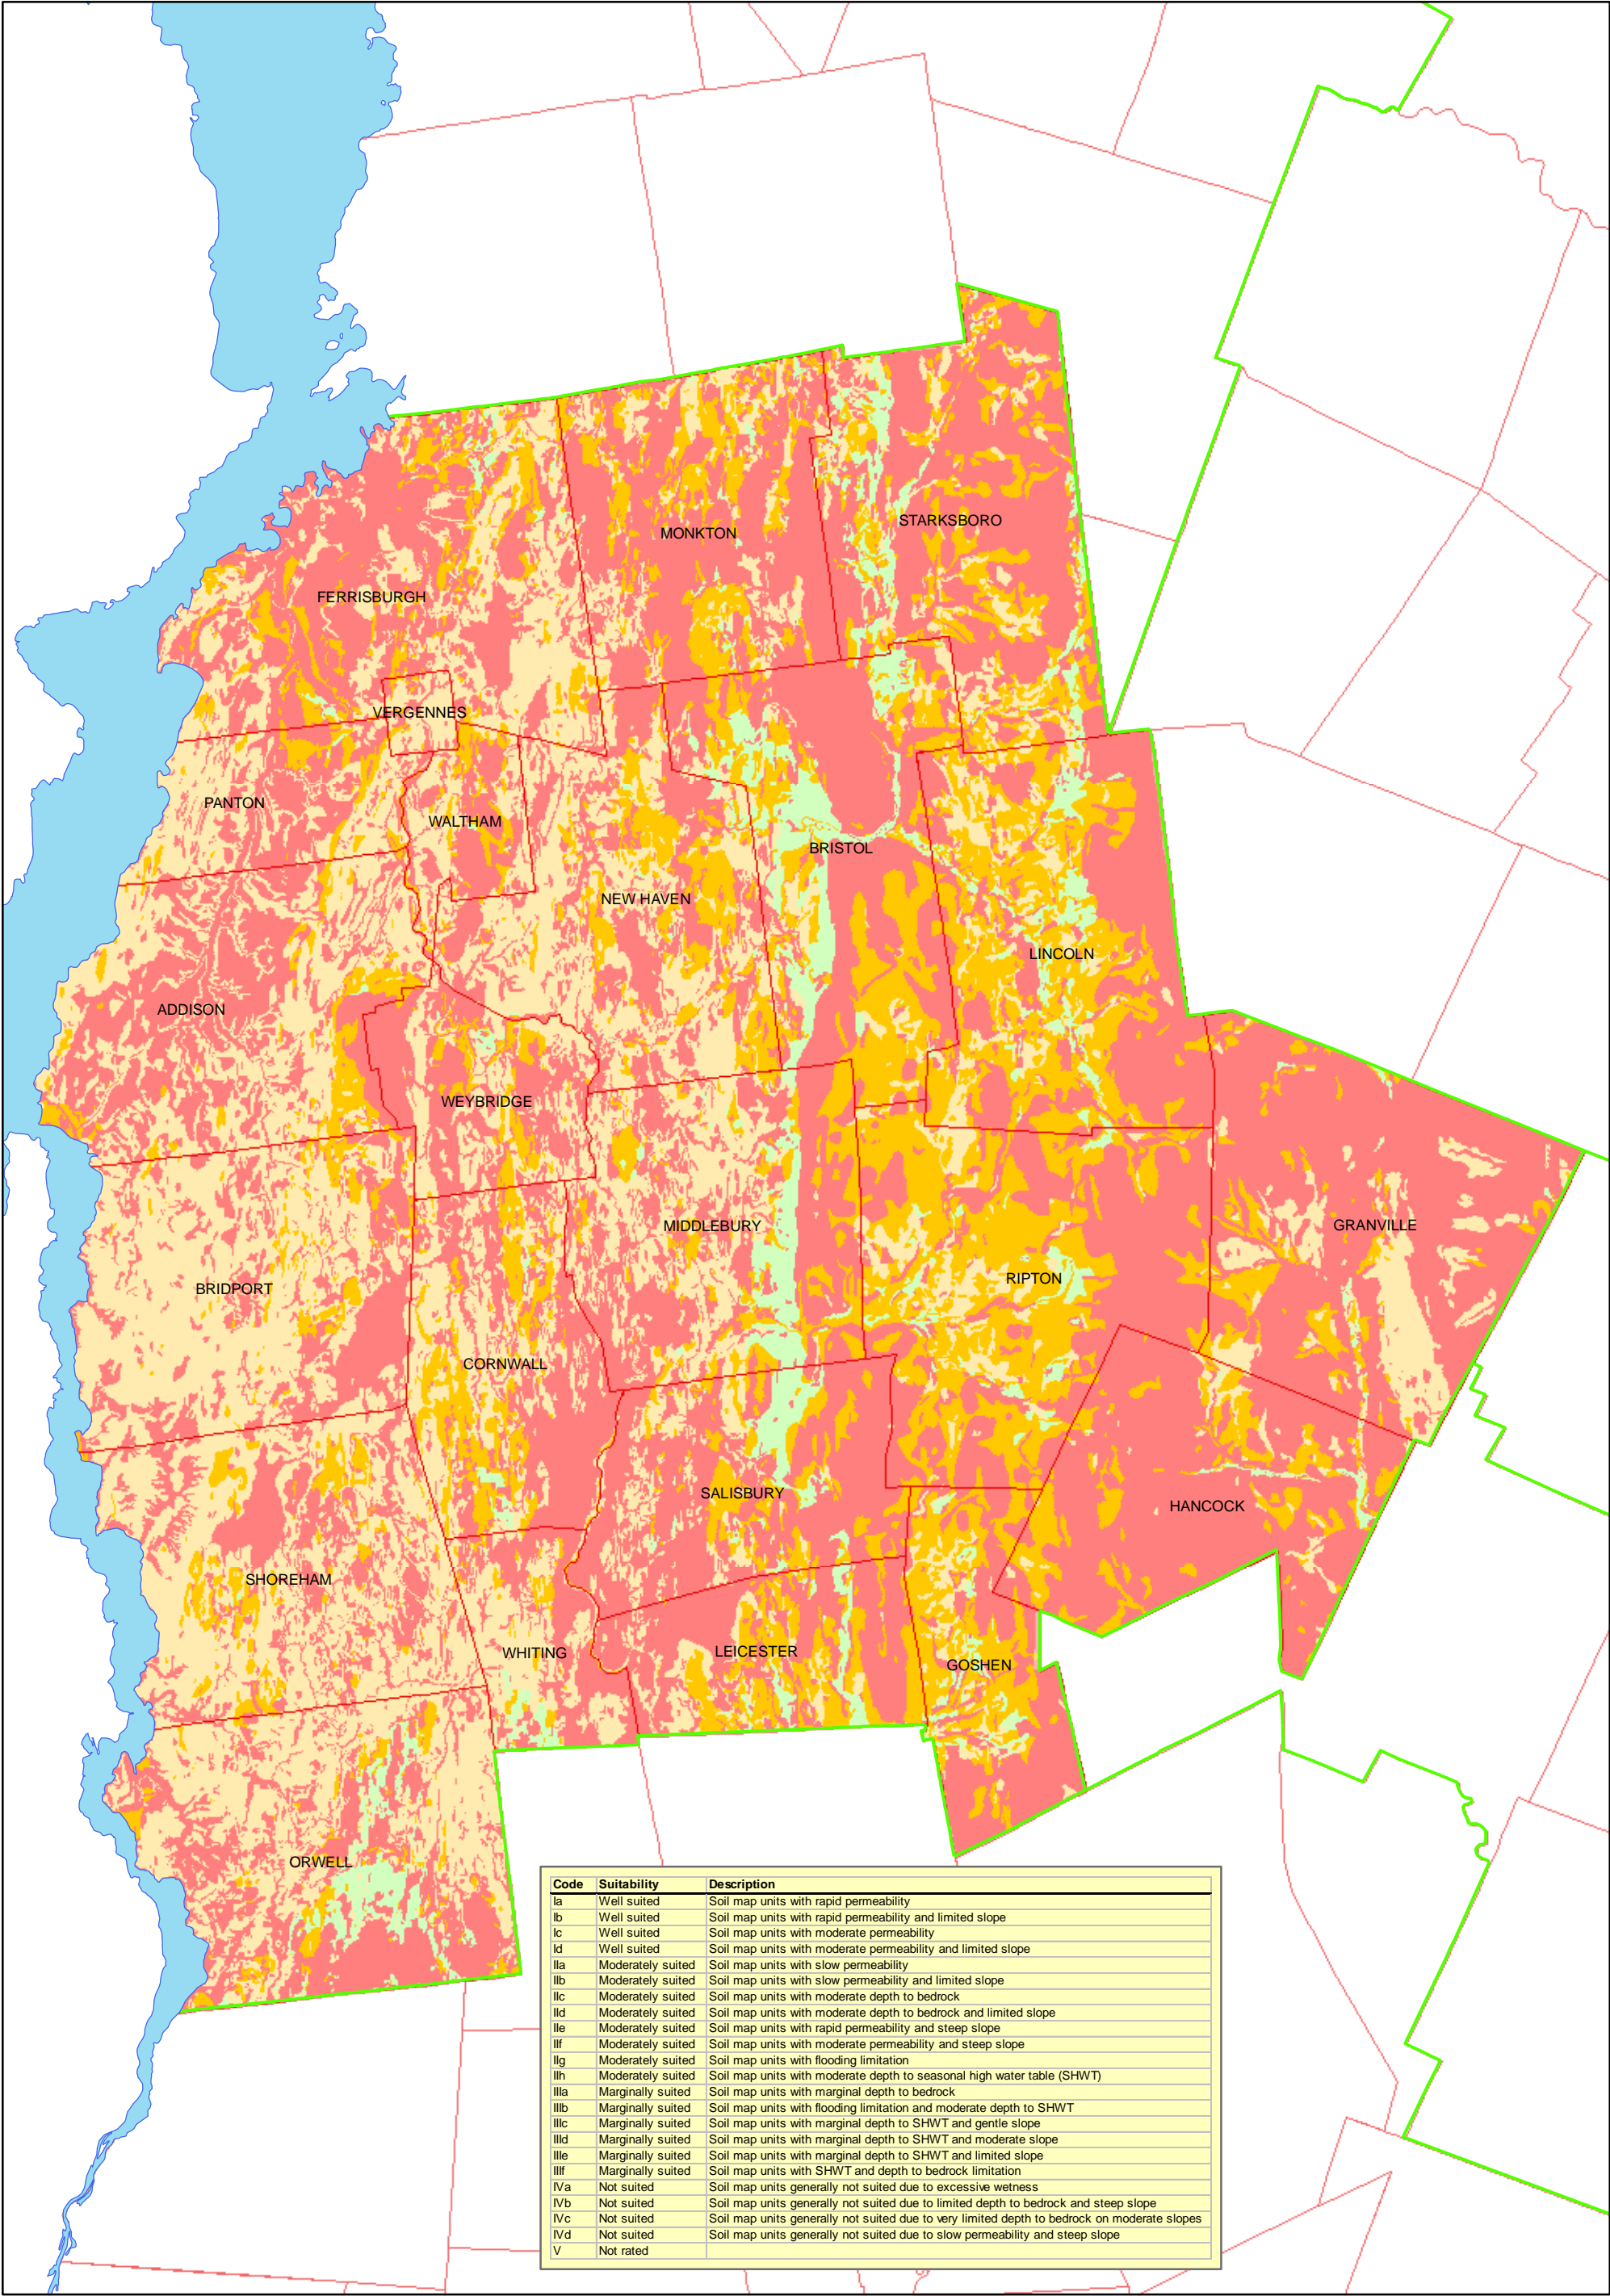 STARKSBORO
MONKTON
FERRISBURGH
VERGENNES
PANTON
WALTHAM
BRISTOL
NEW HAVEN
LINCOLN
ADDISON
WEYBRIDGE
MIDDLEBURY
GRANVILLE
RIPTON
BRIDPORT
CORNWALL
SALISBURY
HANCOCK
SHOREHAM
WHITING
LEICESTER
GOSHEN
ORWELL
Code Suitability Description
Ia Well suited Soil map units with rapid permeability
Ib Well suited Soil map units with rapid permeability and limited slope
Ic Well suited Soil map units with moderate permeability
Id Well suited Soil map units with moderate permeability and limited slope
IIa Moderately suited Soil map units with slow permeability
IIb Moderately suited Soil map units with slow permeability and limited slope
IIc Moderately suited Soil map units with moderate depth to bedrock
IId Moderately suited Soil map units with moderate depth to bedrock and limited slope
IIe Moderately suited Soil map units with rapid permeability and steep slope
IIf Moderately suited Soil map units with moderate permeability and steep slope
IIg Moderately suited Soil map units with flooding limitation
IIh Moderately suited Soil map units with moderate depth to seasonal high water table (SHWT)
IIIa Marginally suited Soil map units with marginal depth to bedrock
IIIb Marginally suited Soil map units with flooding limitation and moderate depth to SHWT
IIIc Marginally suited Soil map units with marginal depth to SHWT and gentle slope
IIId Marginally suited Soil map units with marginal depth to SHWT and moderate slope
IIIe Marginally suited Soil map units with marginal depth to SHWT and limited slope
IIIf Marginally suited Soil map units with SHWT and depth to bedrock limitation
IVa Not suited Soil map units generally not suited due to excessive wetness
IVb Not suited Soil map units generally not suited due to limited depth to bedrock and steep slope
IVc Not suited Soil map units generally not suited due to very limited depth to bedrock on moderate slopes
IVd Not suited Soil map units generally not suited due to slow permeability and steep slope
V Not rated